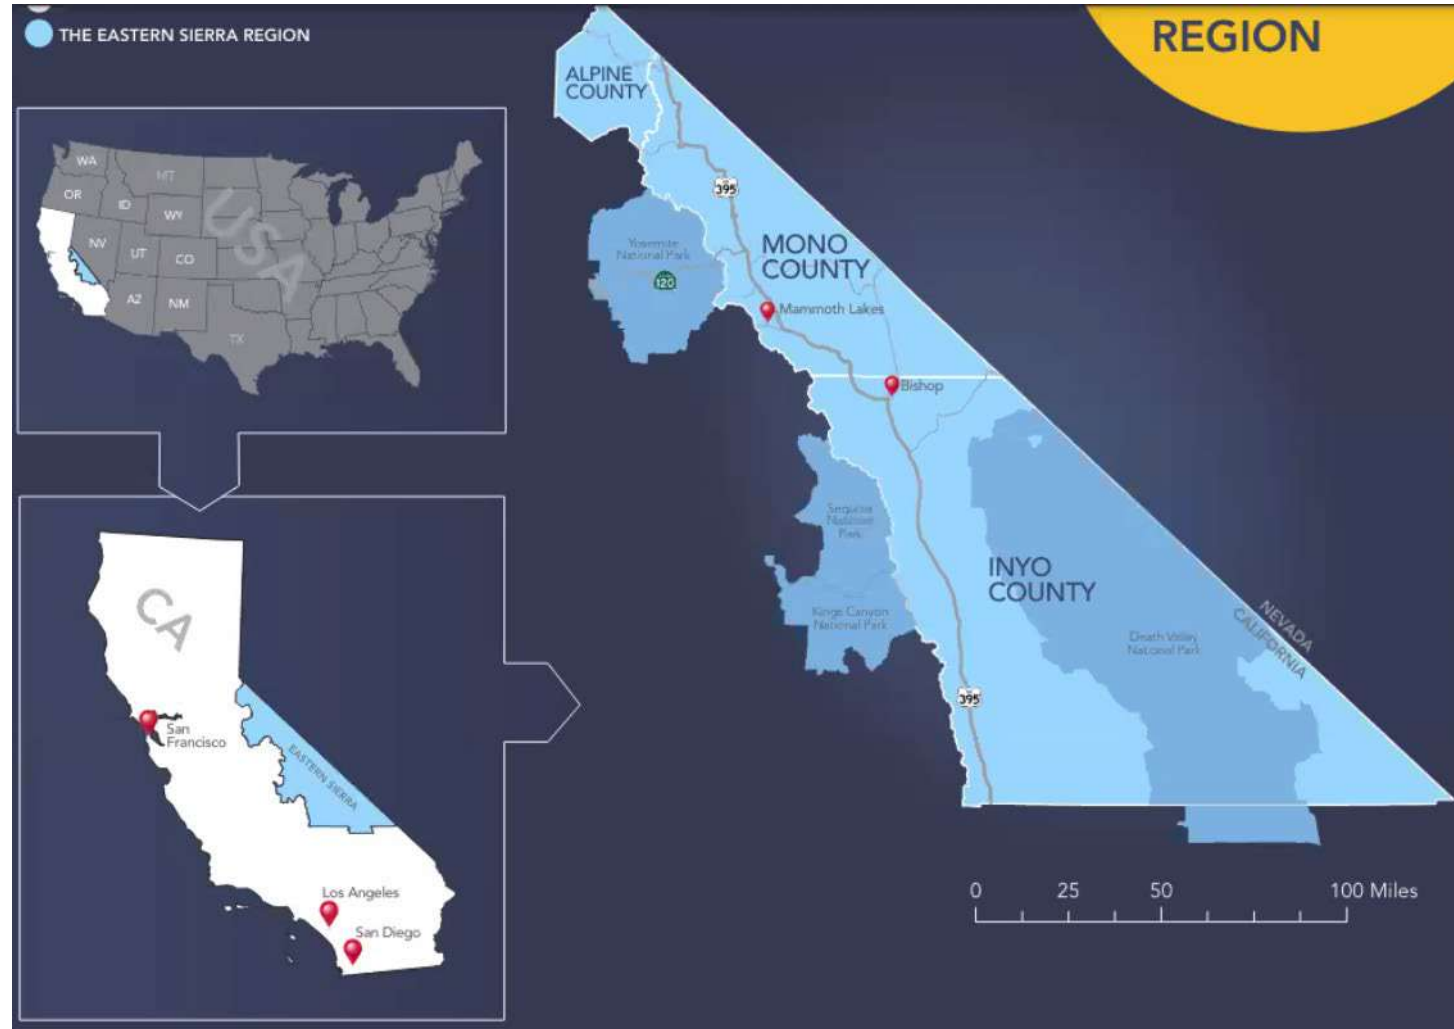 THE EASTERN SIERRA REGION
REGION
WA
MT
OR
ID
WY
USA
NV
UT
CO
AZ
NM
TX
ALPINE
COUNTY
395
Yosemite
National Park
120
MONO
COUNTY
Mammoth Lakes
Bishop
Sequoia
National
Park
Kings Canyon
National Park
INYO
COUNTY
Death Valley
National Park
NEVADA
CALIFORNIA
395
CA
San
Francisco
EASTERN SIERRA
Los Angeles
San Diego
0 25 50 100 Miles